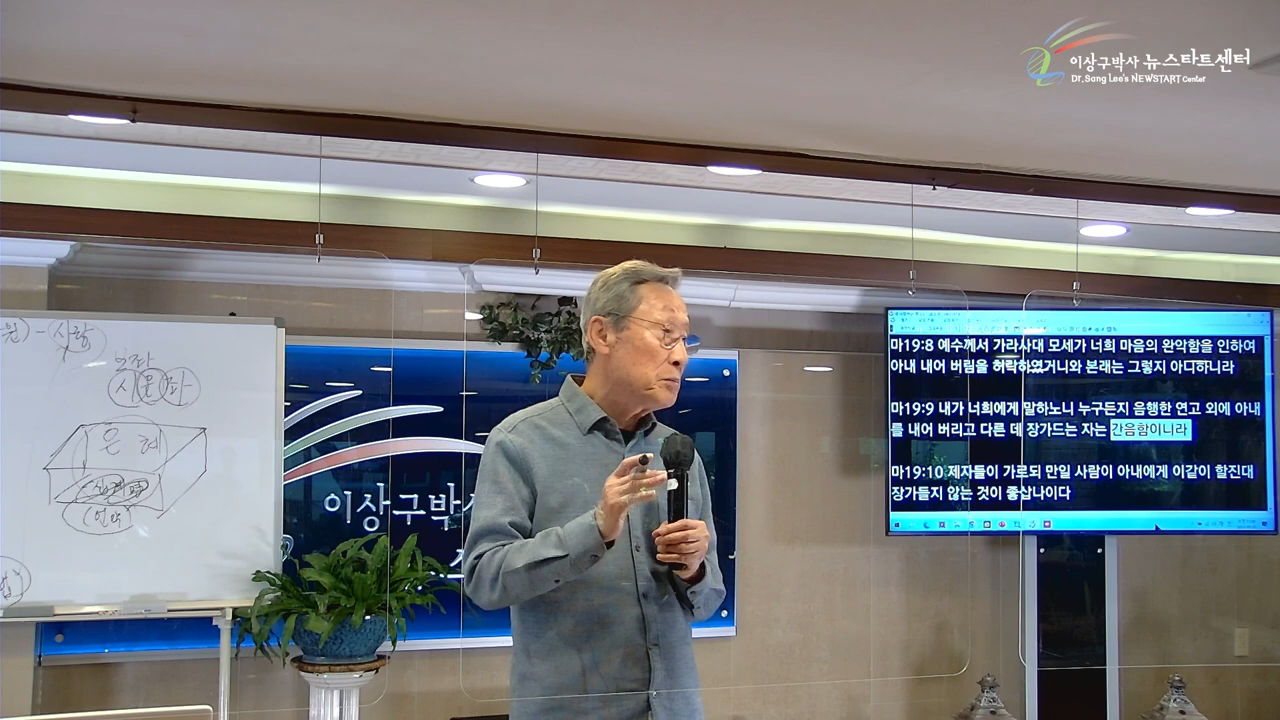 이상구박사 뉴스타트센터
Dr. Sang Lee's NEWSTART Center
사랑
시은좌
은혜
이상구박사
마19:8 예수께서 가라사대 모세가 너희 마음의 완악함을 인하여
아내 내어 버림을 허락하였거니와 본래는 그렇지 아디하니라
마19:9 내가 너희에게 말하노니 누구든지 음행한 연고 외에 아내
를 내어 버리고 다른 데 장가드는 자는 간음함이니라
마19:10 제자들이 가로되 만일 사람이 아내에게 이같이 할진대
장가들지 않는 것이 좋삽나이다